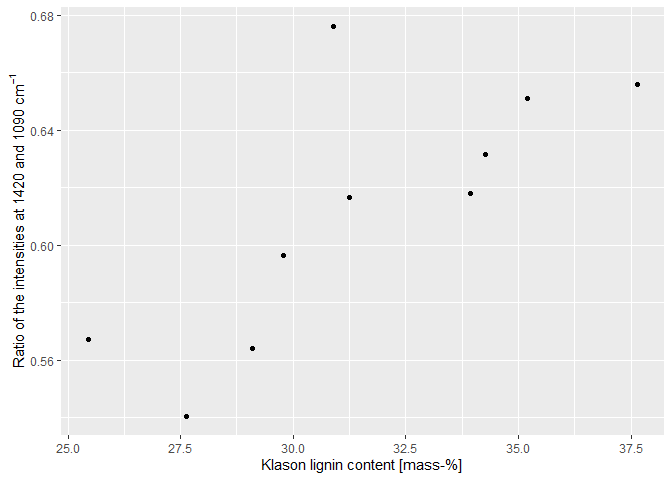 0.68
0.64
0.60
0.56
Ratio of the intensities at 1420 and 1090 cm⁻¹
25.0 27.5 30.0 32.5 35.0 37.5
Klason lignin content [mass-%]